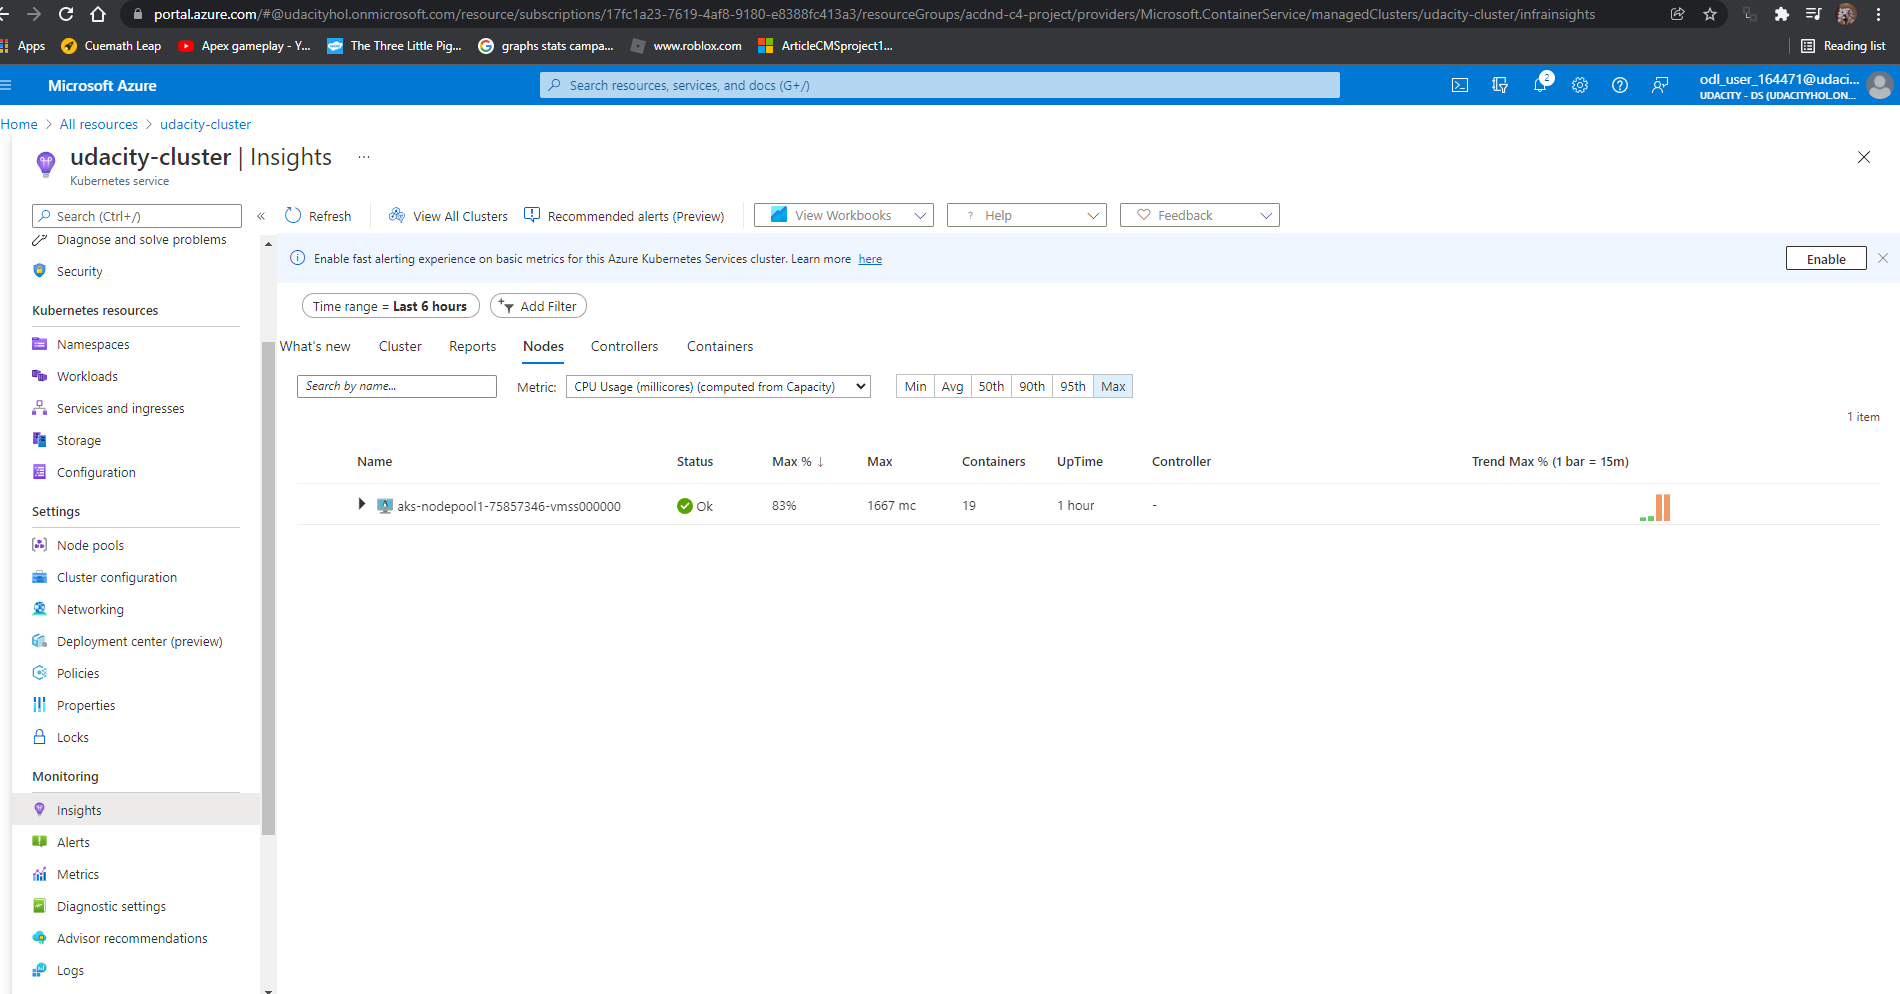 portal.azure.com/#@udacityhol.onmicrosoft.com/resource/subscriptions/17fc1a23-7619-4af8-9180-e8388fc413a3/resourceGroups/acdnd-c4-project/providers/Microsoft.ContainerService/managedClusters/udacity-cluster/infrainsights
Apps Cuemath Leap Apex gameplay - Y... The Three Little Pig... graphs stats campa... www.roblox.com ArticleCMSproject1... Reading list
Microsoft Azure Search resources, services, and docs (G+/) 2 odl_user_164471@udaci...
UDACITY - DS (UDACITYHOL.ON...
Home > All resources > udacity-cluster
udacity-cluster | Insights ...
Kubernetes service
Search (Ctrl+/) « Refresh View All Clusters Recommended alerts (Preview) View Workbooks ? Help Feedback
Diagnose and solve problems
Enable fast alerting experience on basic metrics for this Azure Kubernetes Services cluster. Learn more here Enable
Security
Time range = Last 6 hours Add Filter
Kubernetes resources
What's new Cluster Reports Nodes Controllers Containers
Namespaces
Workloads
Search by name... Metric: CPU Usage (millicores) (computed from Capacity) Min Avg 50th 90th 95th Max
Services and ingresses
1 item
Storage
Name Status Max % ↓ Max Containers UpTime Controller Trend Max % (1 bar = 15m)
Configuration
aks-nodepool1-75857346-vmss000000 Ok 83% 1667 mc 19 1 hour -
Settings
Node pools
Cluster configuration
Networking
Deployment center (preview)
Policies
Properties
Locks
Monitoring
Insights
Alerts
Metrics
Diagnostic settings
Advisor recommendations
Logs